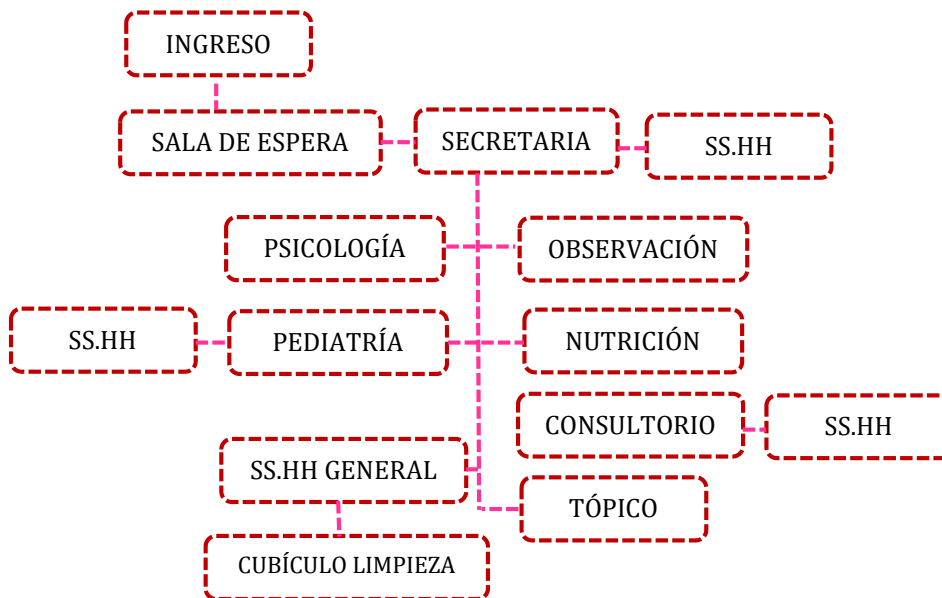 INGRESO
SALA DE ESPERA
SECRETARIA
SS.HH
PSICOLOGÍA
OBSERVACIÓN
SS.HH
PEDIATRÍA
NUTRICIÓN
CONSULTORIO
SS.HH
SS.HH GENERAL
TÓPICO
CUBÍCULO LIMPIEZA